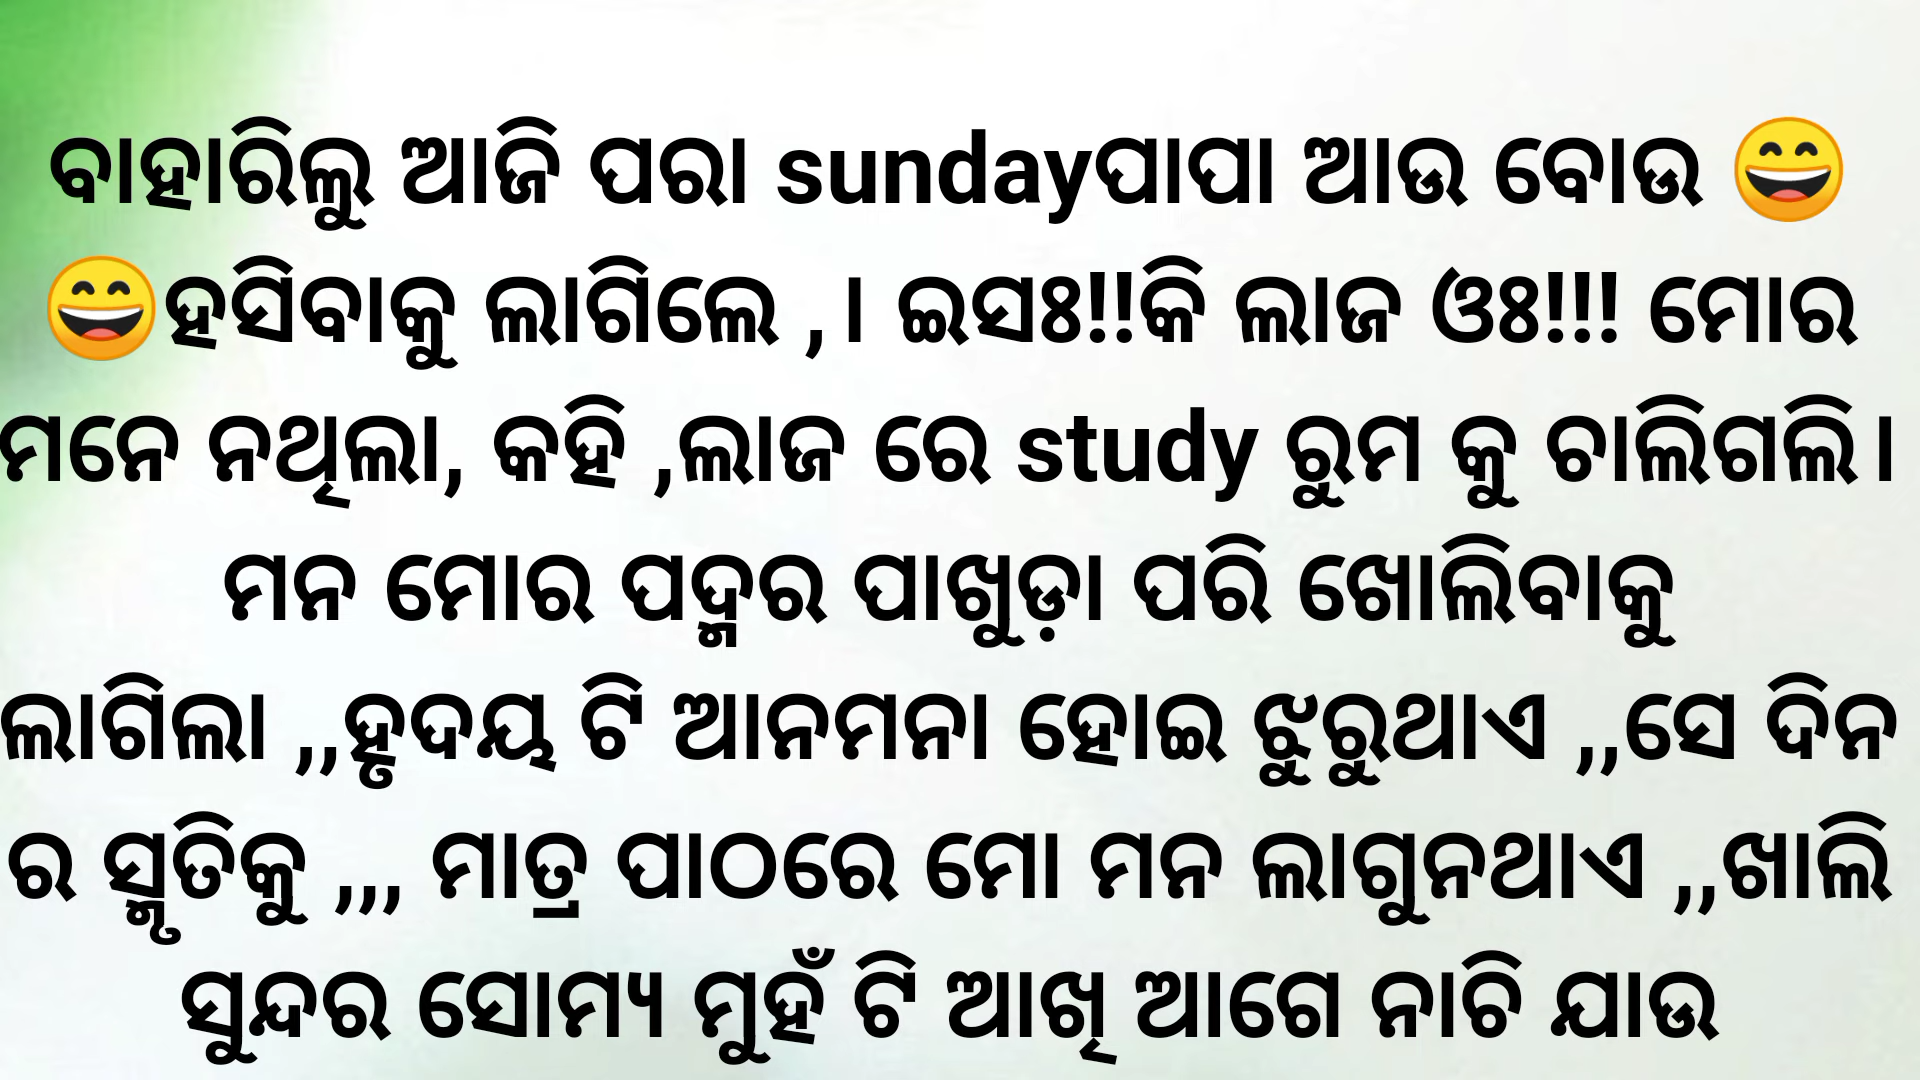 ବାହାରିଲୁ ଆଜି ପରା sundayପାପା ଆଉ ବୋଉ 😄
😄ହସିବାକୁ ଲାଗିଲେ ,। ଇସଃ!!କି ଲାଜ ଓଃ!!! ମୋର
ମନେ ନଥିଲା, କହି ,ଲାଜ ରେ study ରୁମ କୁ ଚାଲିଗଲି।
ମନ ମୋର ପଦ୍ମର ପାଖୁଡ଼ା ପରି ଖୋଲିବାକୁ
ଲାଗିଲା ,,ହୃଦୟ ଟି ଆନମନା ହୋଇ ଝୁରୁଥାଏ ,,ସେ ଦିନ
ର ସ୍ମୃତିକୁ ,,, ମାତ୍ର ପାଠରେ ମୋ ମନ ଲାଗୁନଥାଏ ,,ଖାଲି
ସୁନ୍ଦର ସୋମ୍ୟ ମୁହଁ ଟି ଆଖି ଆଗେ ନାଚି ଯାଉ